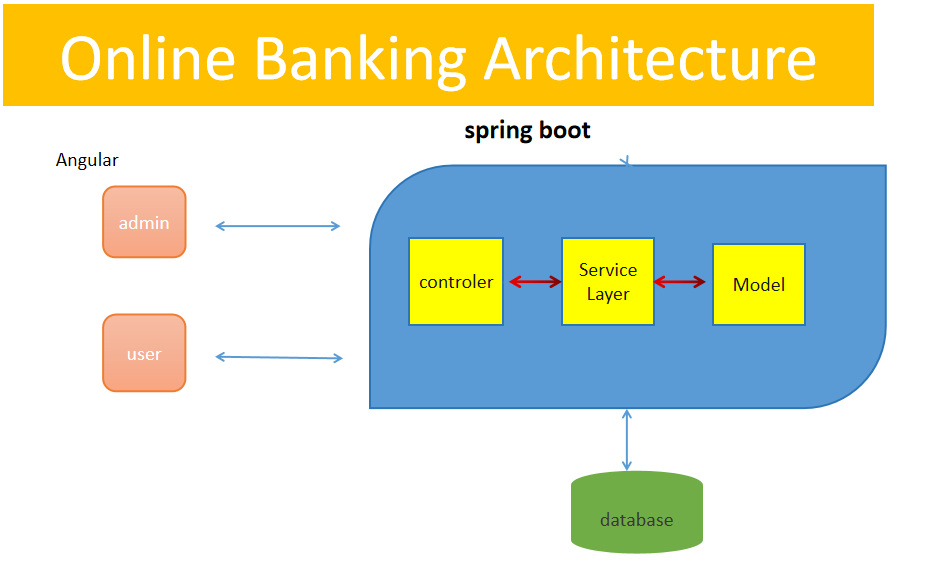 Online Banking Architecture
spring boot
Angular
admin
controler
Service
Layer
Model
user
database